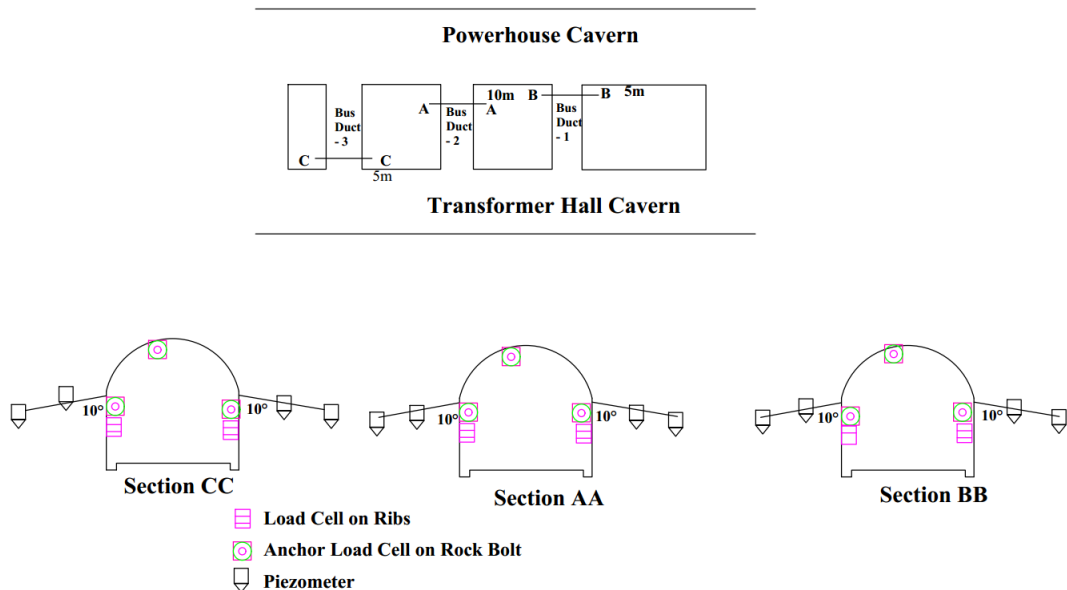 Powerhouse Cavern
10m
B
B
5m
A
A
Bus
Duct
- 3
Bus
Duct
- 2
Bus
Duct
- 1
C
C
5m
Transformer Hall Cavern
10°
10°
10°
10°
10°
10°
Section CC
Section AA
Section BB
Load Cell on Ribs
Anchor Load Cell on Rock Bolt
Piezometer